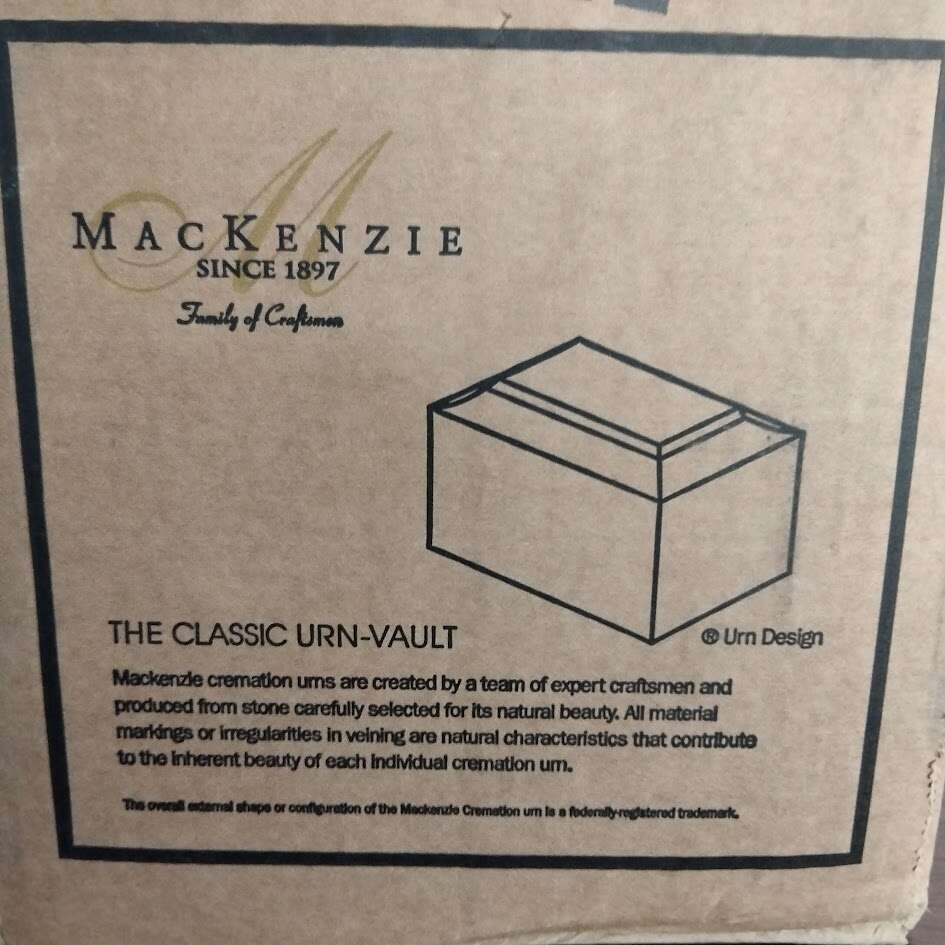 MACKENZIE
SINCE 1897
Family of Craftsmen
THE CLASSIC URN-VAULT
® Urn Design
Mackenzie cremation urns are created by a team of expert craftsmen and
produced from stone carefully selected for its natural beauty. All material
markings or irregularities in veining are natural characteristics that contribute
to the inherent beauty of each individual cremation urn.
The overall external shape or configuration of the Mackenzie Cremation urn is a federally-registered trademark.